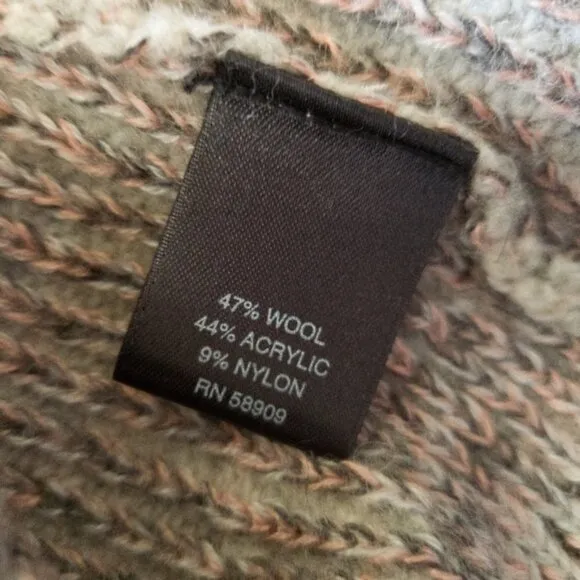 47% WOOL
44% ACRYLIC
9% NYLON
RN 58909